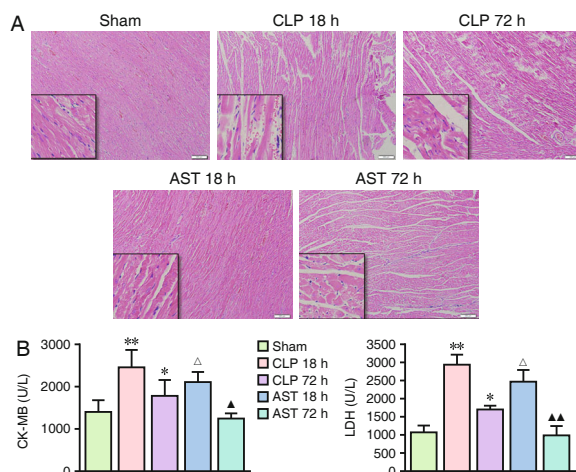 A
Sham
CLP 18 h
CLP 72 h
AST 18 h
AST 72 h
B
CK-MB (U/L)
3000
2000
1000
0
**
*
△
▲
Sham
CLP 18 h
CLP 72 h
AST 18 h
AST 72 h
LDH (U/L)
3500
3000
2500
2000
1500
1000
500
0
**
*
△
▲▲